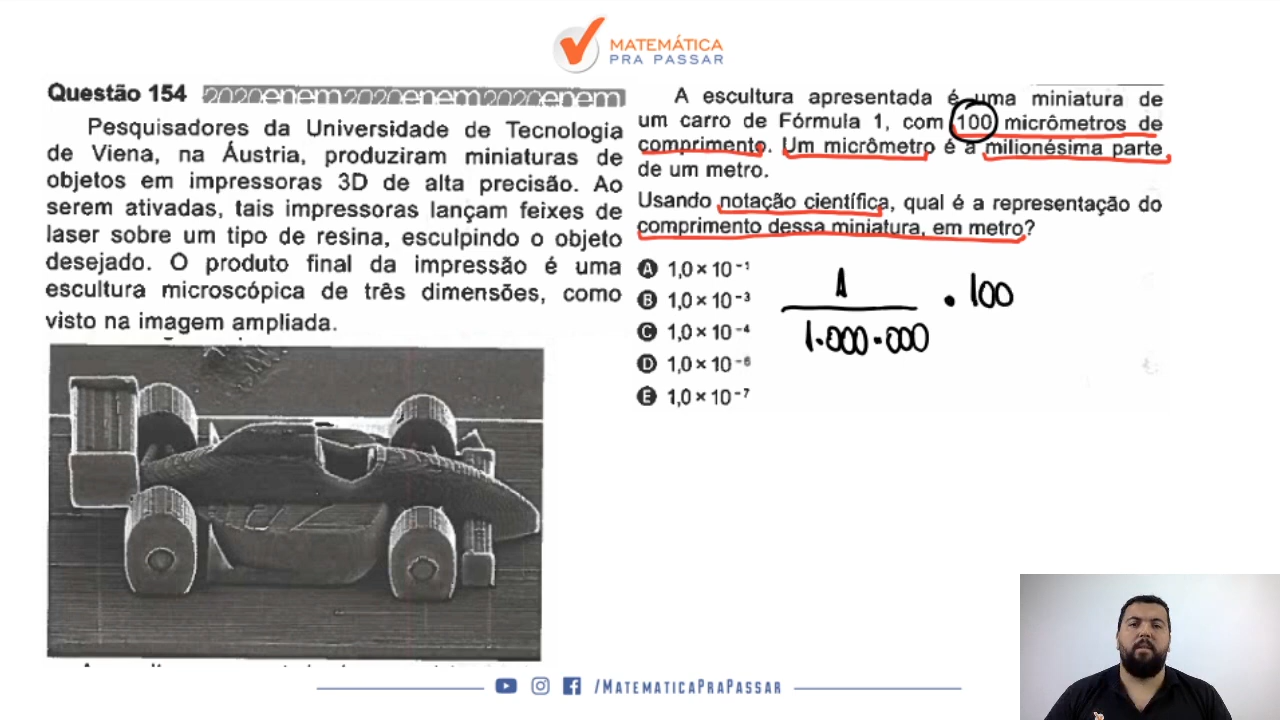 MATEMÁTICA
PRA PASSAR
Questão 154 2020enem2020enem2020enem
Pesquisadores da Universidade de Tecnologia
de Viena, na Áustria, produziram miniaturas de
objetos em impressoras 3D de alta precisão. Ao
serem ativadas, tais impressoras lançam feixes de
laser sobre um tipo de resina, esculpindo o objeto
desejado. O produto final da impressão é uma
escultura microscópica de três dimensões, como
visto na imagem ampliada.
A escultura apresentada é uma miniatura de
um carro de Fórmula 1, com 100 micrômetros de
comprimento. Um micrômetro é a milionésima parte
de um metro.
Usando notação científica, qual é a representação do
comprimento dessa miniatura, em metro?
A 1,0 × 10⁻¹
B 1,0 × 10⁻³
C 1,0 × 10⁻⁴
D 1,0 × 10⁻⁶
E 1,0 × 10⁻⁷
1
. 100
1.000.000
/MATEMATICAPRAPASSAR